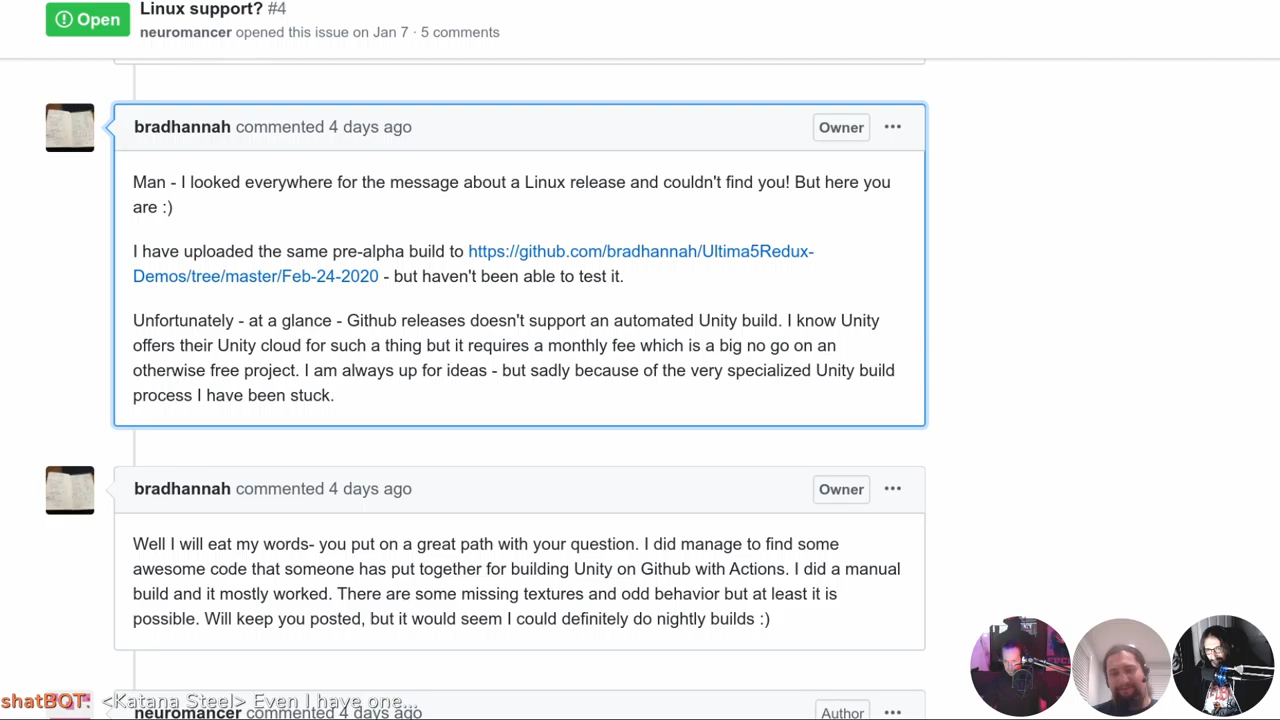 Open
Linux support? #4
neuromancer opened this issue on Jan 7 · 5 comments
bradhannah commented 4 days ago
Owner
Man - I looked everywhere for the message about a Linux release and couldn't find you! But here you
are :)
I have uploaded the same pre-alpha build to https://github.com/bradhannah/Ultima5Redux-
Demos/tree/master/Feb-24-2020 - but haven't been able to test it.
Unfortunately - at a glance - Github releases doesn't support an automated Unity build. I know Unity
offers their Unity cloud for such a thing but it requires a monthly fee which is a big no go on an
otherwise free project. I am always up for ideas - but sadly because of the very specialized Unity build
process I have been stuck.
bradhannah commented 4 days ago
Owner
Well I will eat my words- you put on a great path with your question. I did manage to find some
awesome code that someone has put together for building Unity on Github with Actions. I did a manual
build and it mostly worked. There are some missing textures and odd behavior but at least it is
possible. Will keep you posted, but it would seem I could definitely do nightly builds :)
shatBOT: <Katana Steel> Even I have one...
neuromancer commented 4 days ago
Author